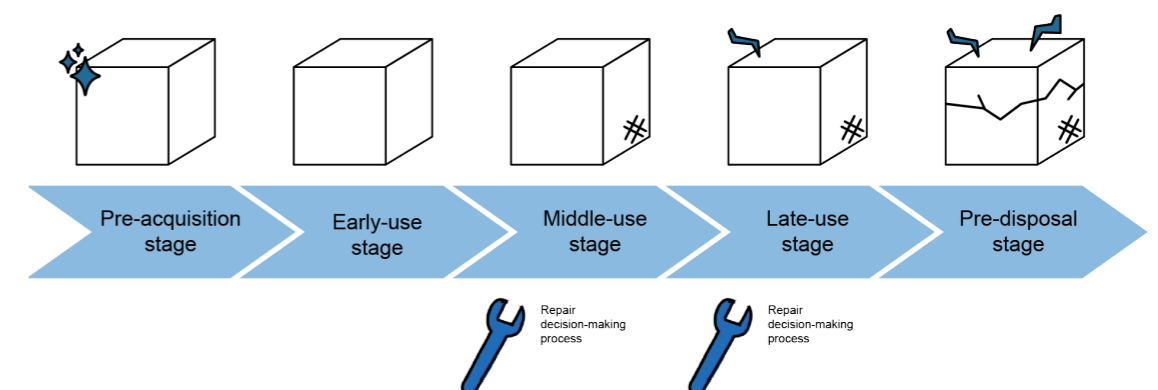 Pre-acquisition
stage
Early-use
stage
Middle-use
stage
Late-use
stage
Pre-disposal
stage
Repair
decision-making
process
Repair
decision-making
process